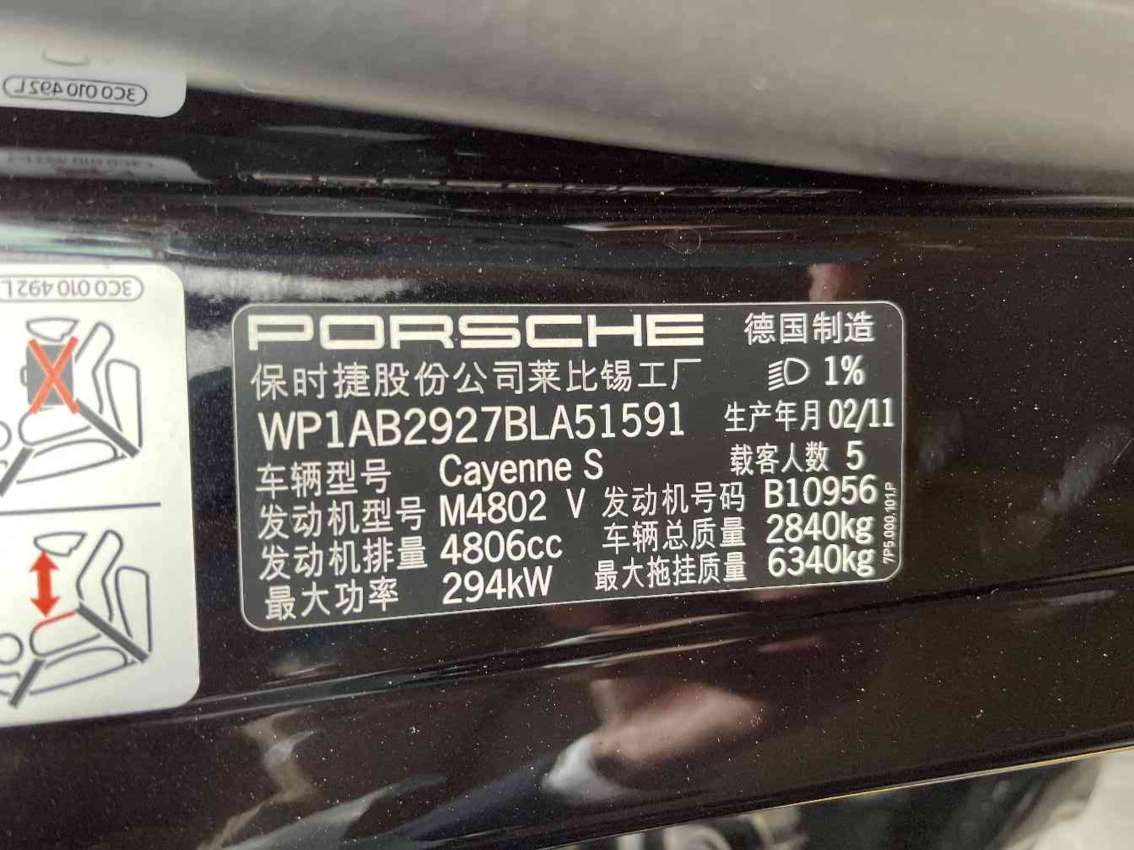 3C0 010 492 L
3C0 010 492 L
PORSCHE 德国制造
保时捷股份公司莱比锡工厂 1%
WP1AB2927BLA51591 生产年月 02/11
车辆型号 Cayenne S 载客人数 5
发动机型号 M4802 V 发动机号码 B10956
发动机排量 4806cc 车辆总质量 2840kg
最大功率 294kW 最大拖挂质量 6340kg
7P5.000.101.P